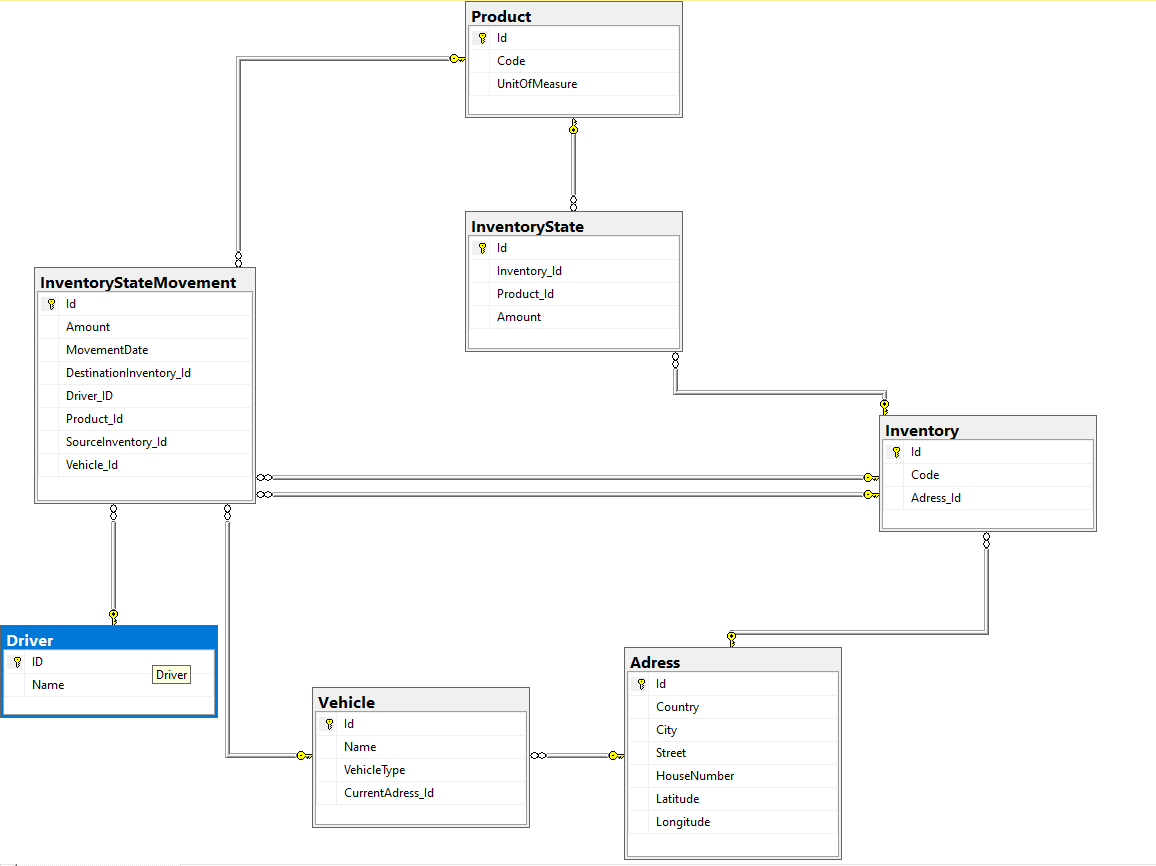 Product
Id
Code
UnitOfMeasure
InventoryState
Id
Inventory_Id
Product_Id
Amount
InventoryStateMovement
Id
Amount
MovementDate
DestinationInventory_Id
Driver_ID
Product_Id
SourceInventory_Id
Vehicle_Id
Inventory
Id
Code
Adress_Id
Driver
ID
Name
Driver
Vehicle
Id
Name
VehicleType
CurrentAdress_Id
Adress
Id
Country
City
Street
HouseNumber
Latitude
Longitude